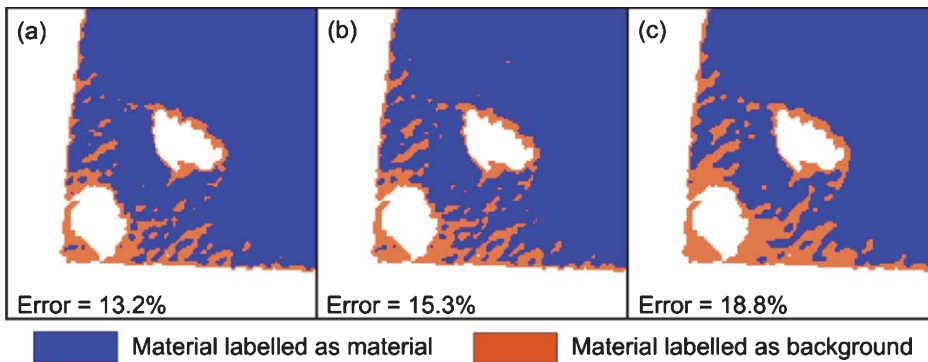 (a)
(b)
(c)
Error = 13.2%
Error = 15.3%
Error = 18.8%
Material labelled as material
Material labelled as background